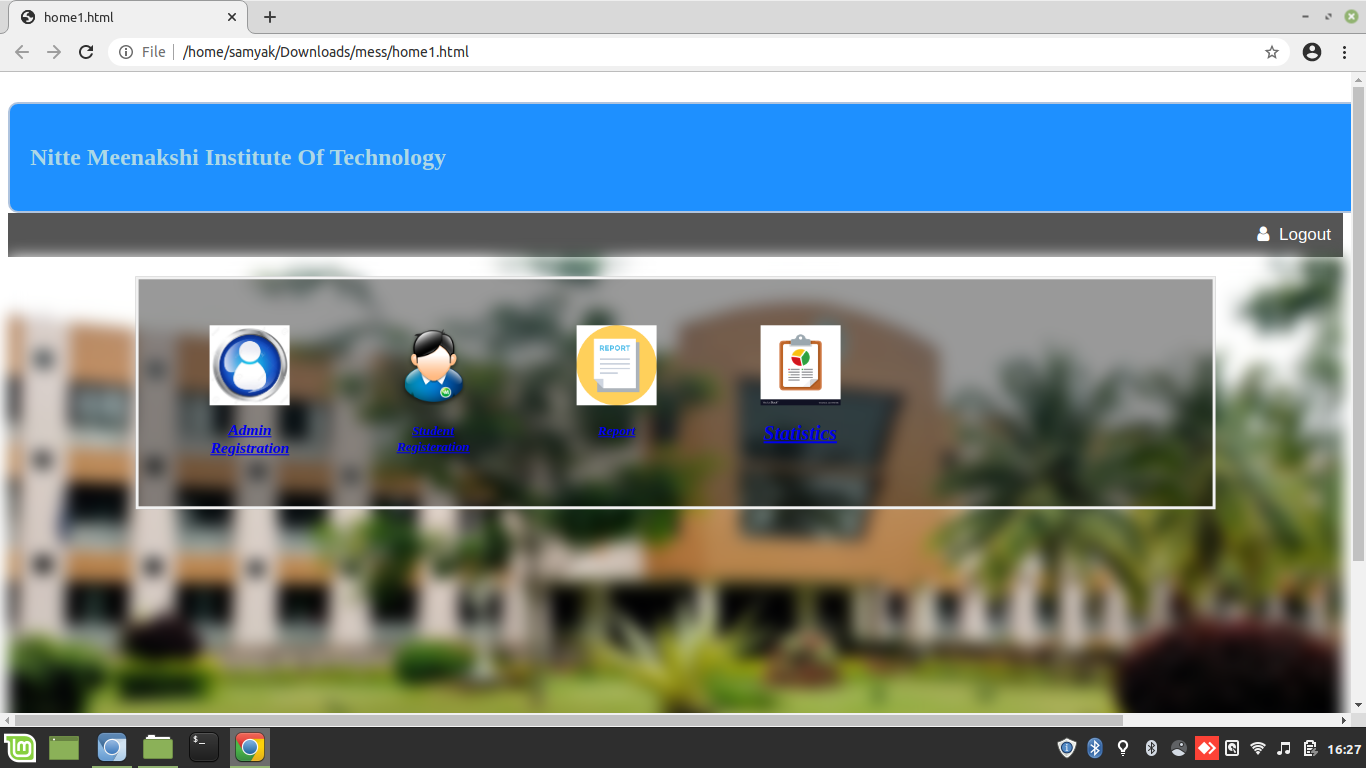 home1.html
File
/home/samyak/Downloads/mess/home1.html
Nitte Meenakshi Institute Of Technology
Logout
REPORT
Admin
Registration
Student
Registeration
Report
Statistics
$_
16:27